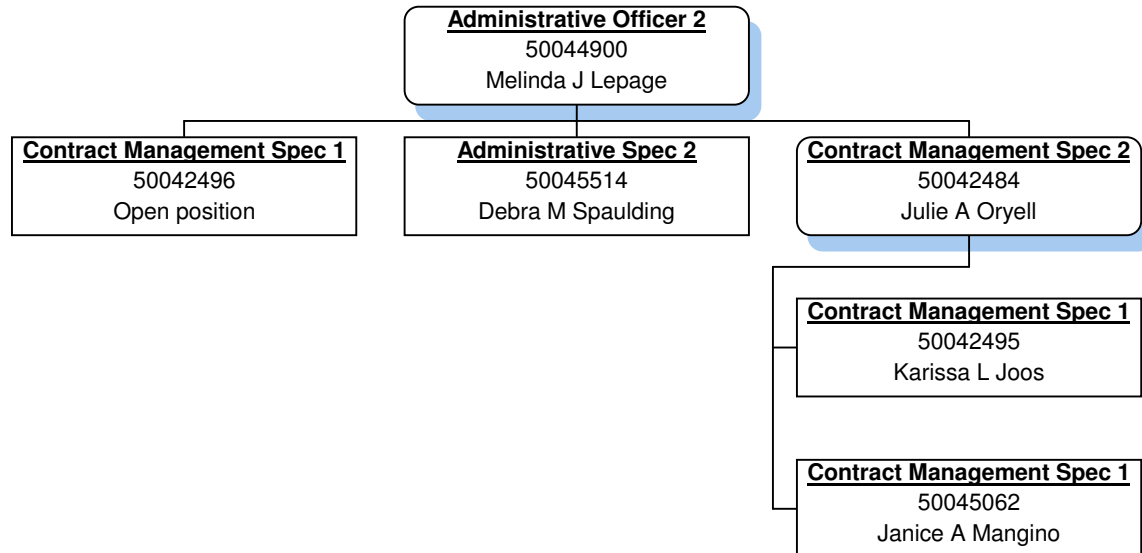 Administrative Officer 2
50044900
Melinda J Lepage
Contract Management Spec 1
50042496
Open position
Administrative Spec 2
50045514
Debra M Spaulding
Contract Management Spec 2
50042484
Julie A Oryell
Contract Management Spec 1
50042495
Karissa L Joos
Contract Management Spec 1
50045062
Janice A Mangino